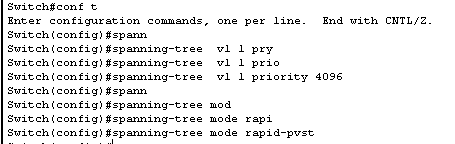 Switch#conf t
Enter configuration commands, one per line.  End with CNTL/Z.
Switch(config)#spann
Switch(config)#spanning-tree  vl 1 pry
Switch(config)#spanning-tree  vl 1 prio
Switch(config)#spanning-tree  vl 1 priority 4096
Switch(config)#spann
Switch(config)#spanning-tree mod
Switch(config)#spanning-tree mode rapi
Switch(config)#spanning-tree mode rapid-pvst